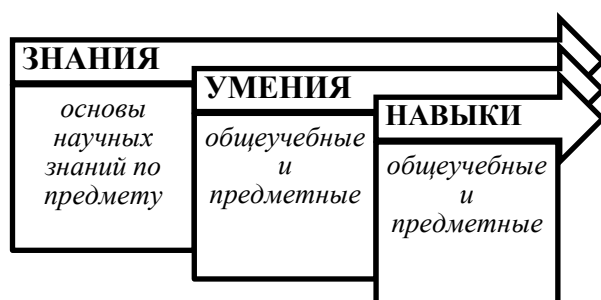 ЗНАНИЯ
основы
научных
знаний по
предмету
УМЕНИЯ
общеучебные
и
предметные
НАВЫКИ
общеучебные
и
предметные